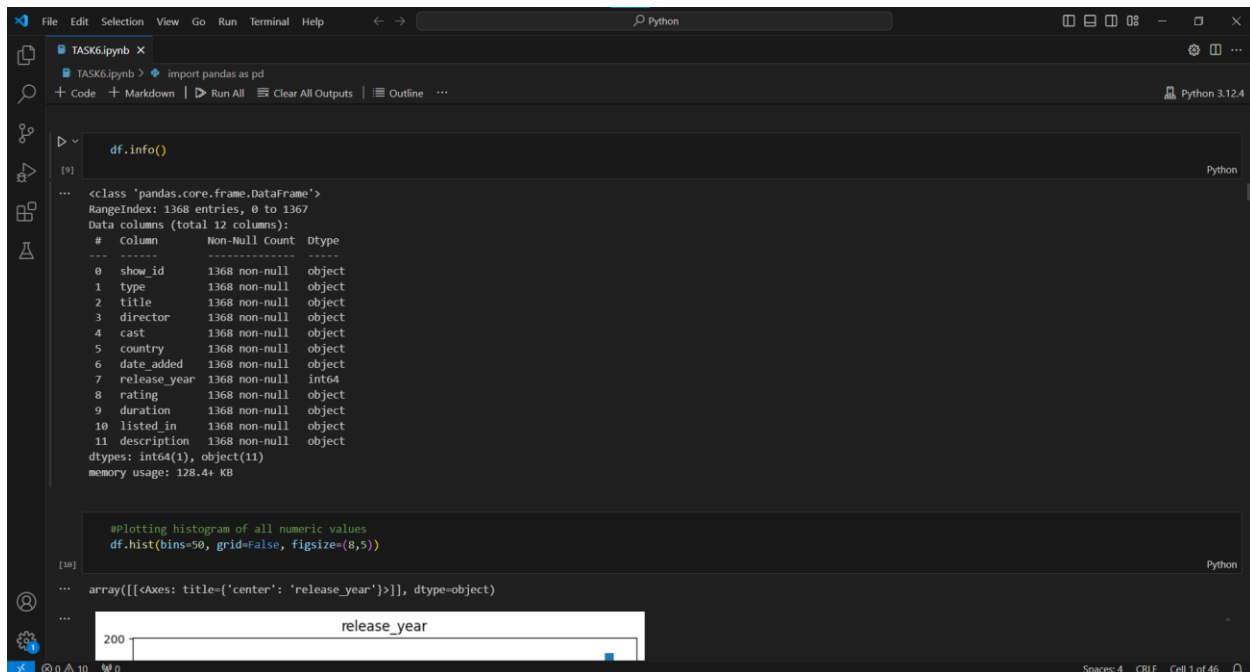 File Edit Selection View Go Run Terminal Help ← → Python
TASK6.ipynb ×
TASK6.ipynb > import pandas as pd
+ Code + Markdown | Run All Clear All Outputs | Outline ... Python 3.12.4
df.info()
[9] Python
... <class 'pandas.core.frame.DataFrame'>
RangeIndex: 1368 entries, 0 to 1367
Data columns (total 12 columns):
 #   Column        Non-Null Count  Dtype
---  ------        --------------  -----
 0   show_id       1368 non-null   object
 1   type          1368 non-null   object
 2   title         1368 non-null   object
 3   director      1368 non-null   object
 4   cast          1368 non-null   object
 5   country       1368 non-null   object
 6   date_added    1368 non-null   object
 7   release_year  1368 non-null   int64
 8   rating        1368 non-null   object
 9   duration      1368 non-null   object
 10  listed_in     1368 non-null   object
 11  description   1368 non-null   object
dtypes: int64(1), object(11)
memory usage: 128.4+ KB
#Plotting histogram of all numeric values
df.hist(bins=50, grid=False, figsize=(8,5))
[10] Python
... array([[<Axes: title={'center': 'release_year'}>]], dtype=object)
...
release_year
200
1
0 10 0 Spaces: 4 CRLF Cell 1 of 46